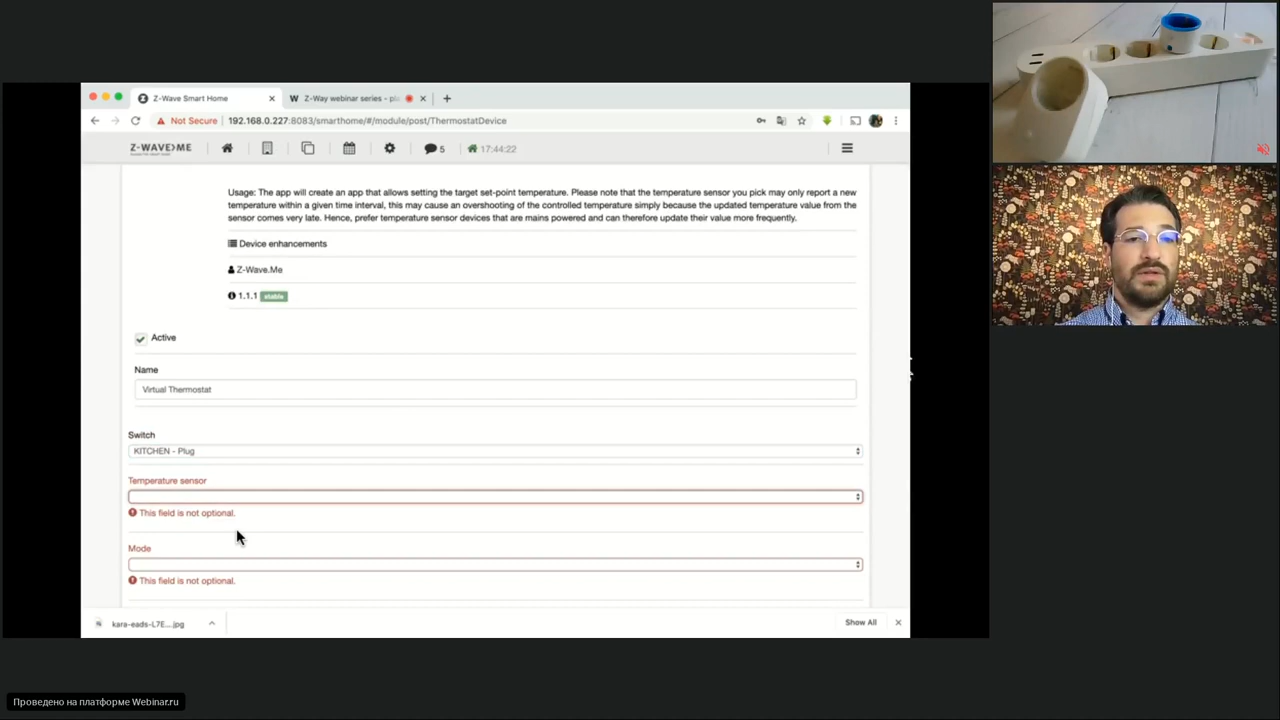 Z-Wave Smart Home
Z-Way webinar series - pla
Not Secure
192.168.0.227:8083/smarthome/#/module/post/ThermostatDevice
Z-WAVE>ME
5
17:44:22
Usage: The app will create an app that allows setting the target set-point temperature. Please note that the temperature sensor you pick may only report a new
temperature within a given time interval, this may cause an overshooting of the controlled temperature simply because the updated temperature value from the
sensor comes very late. Hence, prefer temperature sensor devices that are mains powered and can therefore update their value more frequently.
Device enhancements
Z-Wave.Me
1.1.1 stable
Active
Name
Virtual Thermostat
Switch
KITCHEN - Plug
Temperature sensor
This field is not optional.
Mode
This field is not optional.
kara-eads-L7E....jpg
Show All
Проведено на платформе Webinar.ru